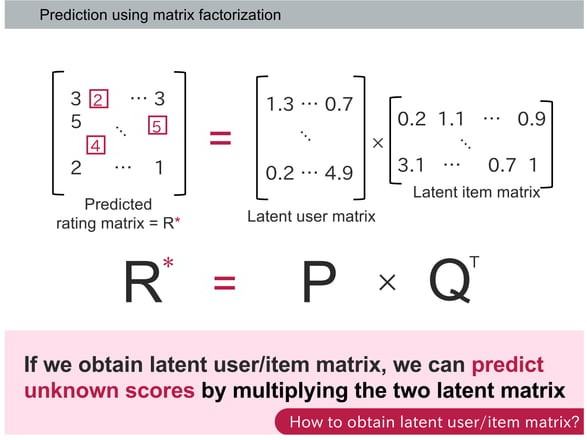 Prediction using matrix factorization
3 2 ⋯ 3
5 ⋱ 5
4
2 ⋯ 1
=
1.3 ⋯ 0.7
⋱
0.2 ⋯ 4.9
×
0.2 1.1 ⋯ 0.9
⋱
3.1 ⋯ 0.7 1
Predicted
rating matrix = R*
Latent user matrix
Latent item matrix
R* = P × Qᵀ
If we obtain latent user/item matrix, we can predict
unknown scores by multiplying the two latent matrix
How to obtain latent user/item matrix?